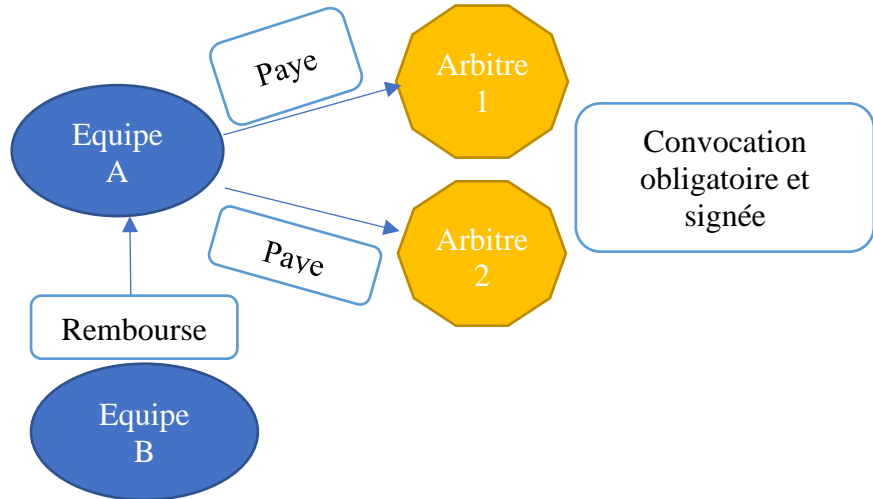 Paye
Arbitre
1
Equipe
A
Convocation
obligatoire et
signée
Paye
Arbitre
2
Rembourse
Equipe
B